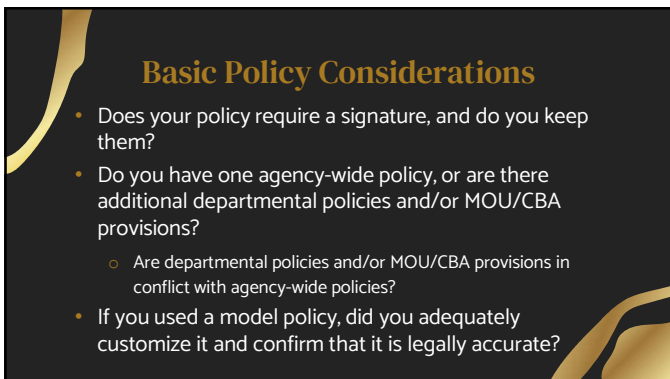 Basic Policy Considerations
• Does your policy require a signature, and do you keep
them?
• Do you have one agency-wide policy, or are there
additional departmental policies and/or MOU/CBA
provisions?
○ Are departmental policies and/or MOU/CBA provisions in
conflict with agency-wide policies?
• If you used a model policy, did you adequately
customize it and confirm that it is legally accurate?